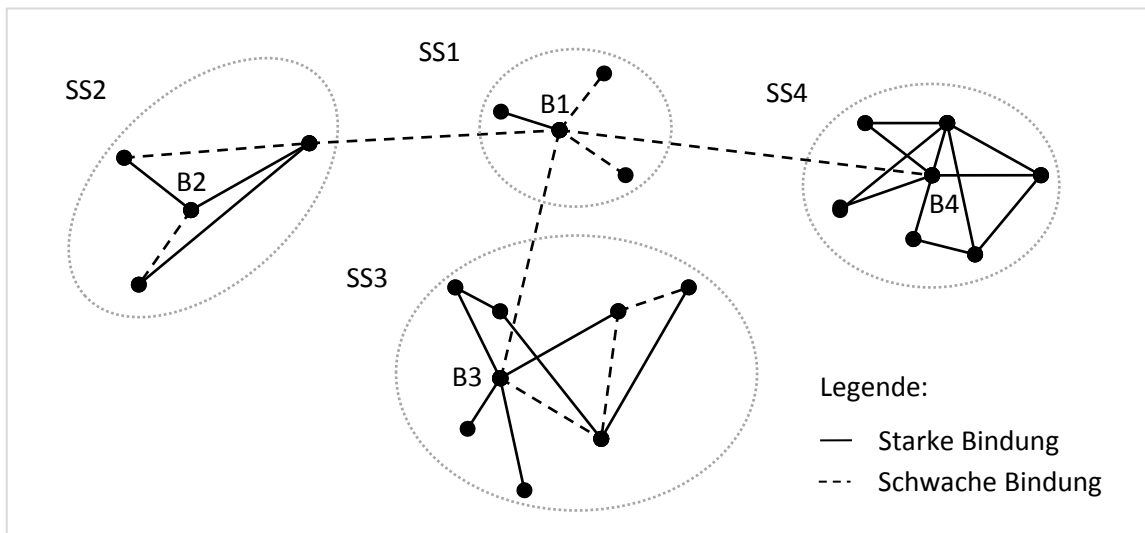 SS1
SS2
B1
SS4
B2
B4
SS3
B3
Legende:
Starke Bindung
Schwache Bindung